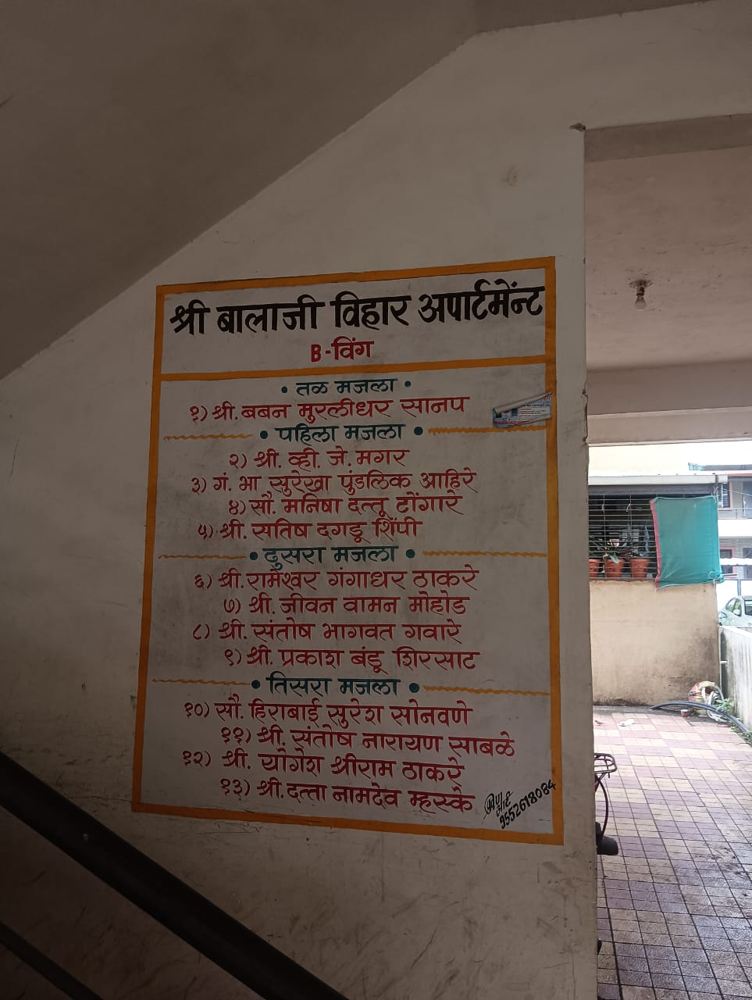 श्री बालाजी विहार अपार्टमेंन्ट
B-विंग
• तळ मजला •
१) श्री. बबन मुरलीधर सानप
• पहिला मजला •
२) श्री. व्ही. जे. मगर
३) गं. भा सुरेखा पुंडलिक आहिरे
४) सौ. मनिषा दत्तू टोंगारे
५) श्री. सतिष दगडू शिंपी
• दुसरा मजला •
६) श्री. रामेश्वर गंगाधर ठाकरे
७) श्री. जीवन वामन मोहोड
८) श्री. संतोष भागवत गवारे
९) श्री. प्रकाश बंडू शिरसाट
• तिसरा मजला •
१०) सौ. हिराबाई सुरेश सोनवणे
११) श्री. संतोष नारायण साबळे
१२) श्री. योगेश श्रीराम ठाकरे
१३) श्री. दत्ता नामदेव म्हस्के
9552618084